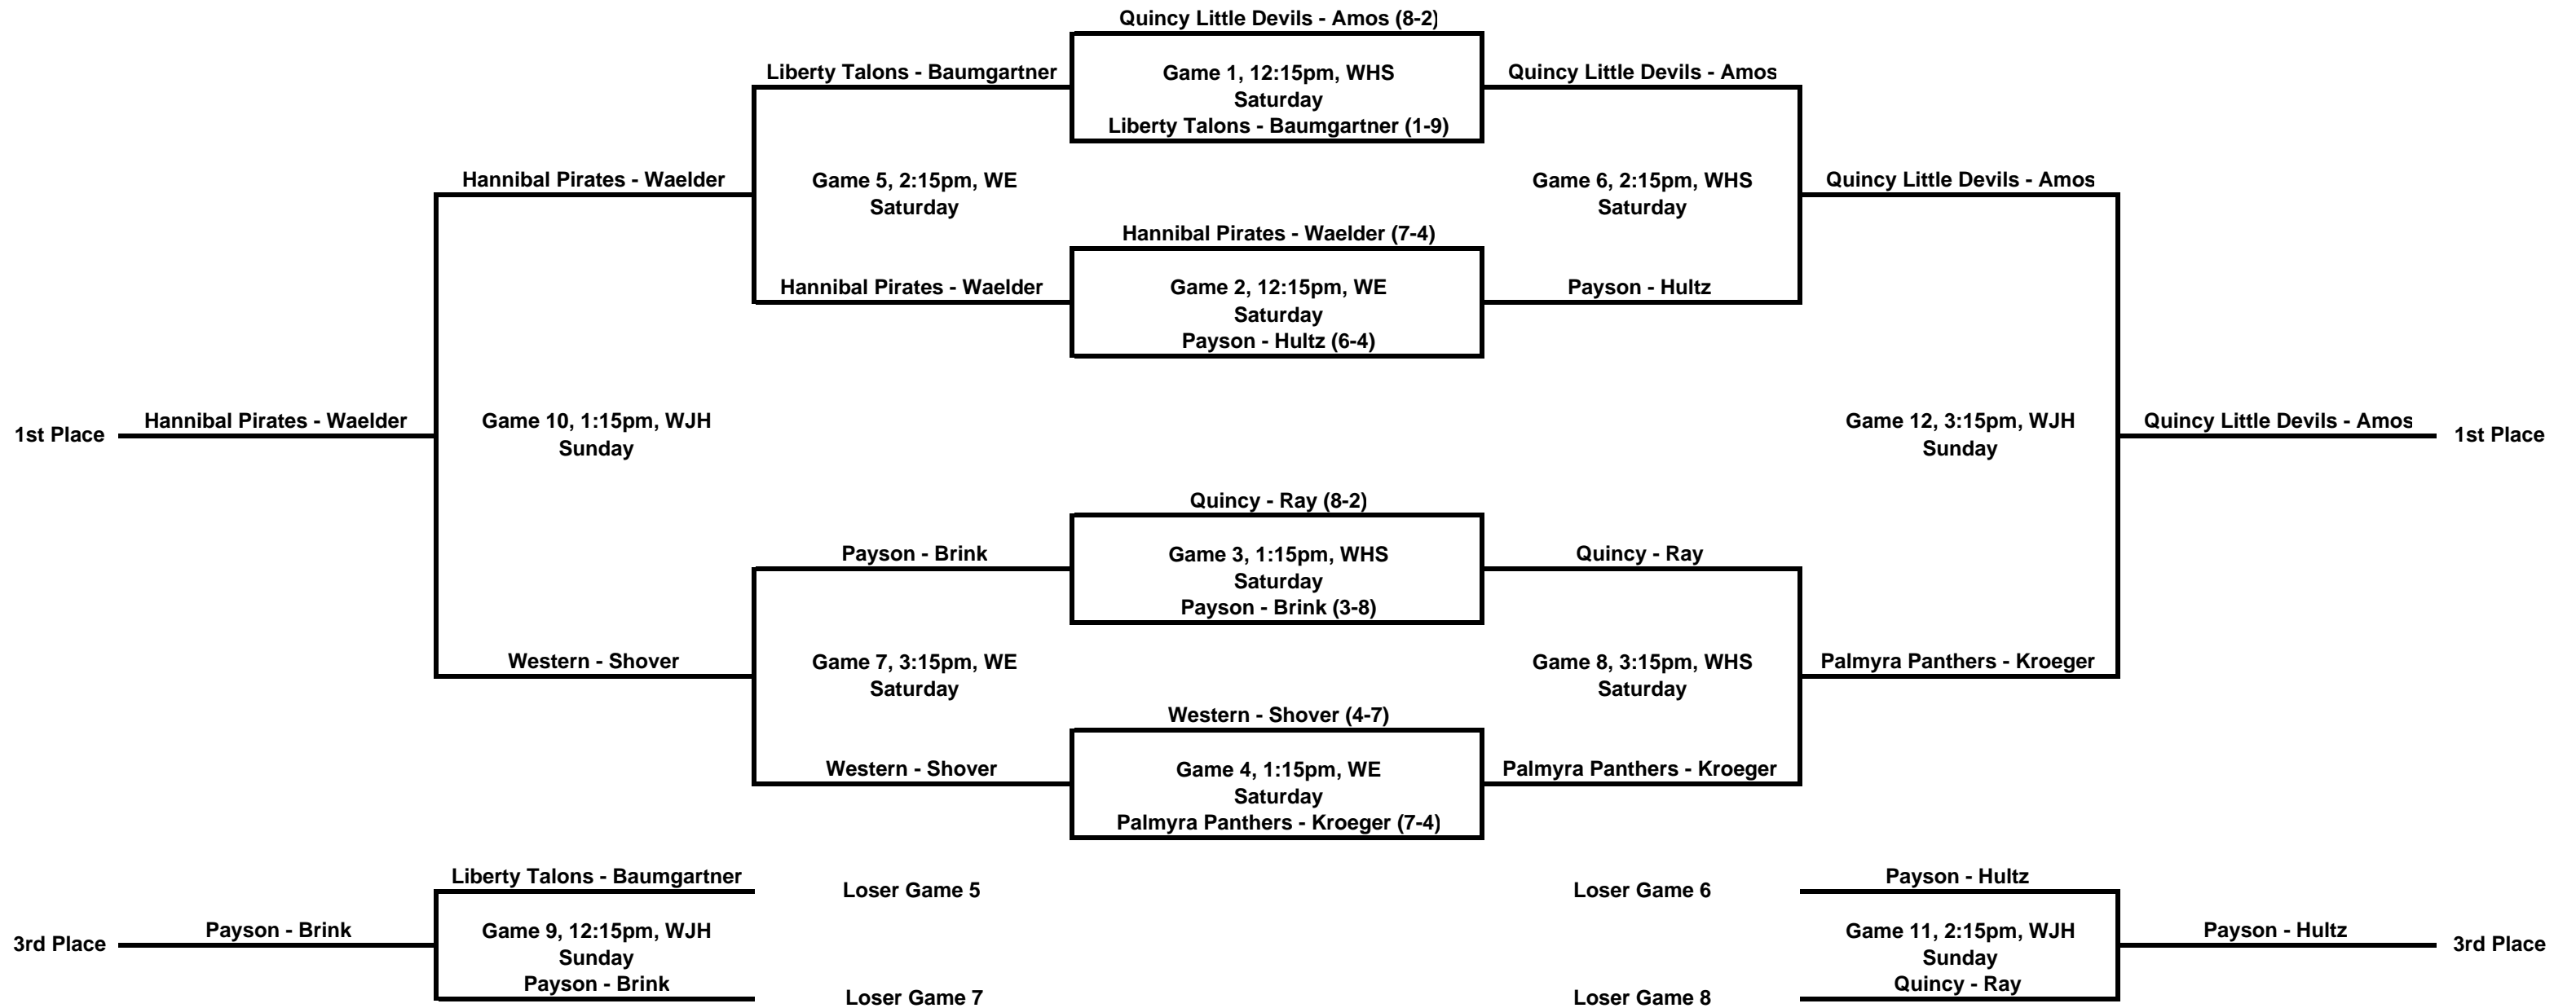 Quincy Little Devils - Amos (8-2)
Liberty Talons - Baumgartner
Game 1, 12:15pm, WHS
Saturday
Quincy Little Devils - Amos
Liberty Talons - Baumgartner (1-9)
Hannibal Pirates - Waelder
Game 5, 2:15pm, WE
Saturday
Game 6, 2:15pm, WHS
Saturday
Quincy Little Devils - Amos
Hannibal Pirates - Waelder (7-4)
Hannibal Pirates - Waelder
Game 2, 12:15pm, WE
Saturday
Payson - Hultz
Payson - Hultz (6-4)
1st Place
Hannibal Pirates - Waelder
Game 10, 1:15pm, WJH
Sunday
Game 12, 3:15pm, WJH
Sunday
Quincy Little Devils - Amos
1st Place
Quincy - Ray (8-2)
Payson - Brink
Game 3, 1:15pm, WHS
Saturday
Quincy - Ray
Payson - Brink (3-8)
Western - Shover
Game 7, 3:15pm, WE
Saturday
Game 8, 3:15pm, WHS
Saturday
Palmyra Panthers - Kroeger
Western - Shover (4-7)
Western - Shover
Game 4, 1:15pm, WE
Saturday
Palmyra Panthers - Kroeger
Palmyra Panthers - Kroeger (7-4)
Liberty Talons - Baumgartner
Loser Game 5
Loser Game 6
Payson - Hultz
3rd Place
Payson - Brink
Game 9, 12:15pm, WJH
Sunday
Game 11, 2:15pm, WJH
Sunday
Payson - Hultz
3rd Place
Payson - Brink
Loser Game 7
Loser Game 8
Quincy - Ray